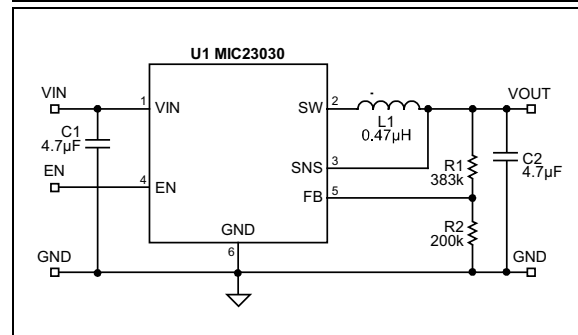 U1 MIC23030
VIN
1
VIN
SW
2
VOUT
C1
4.7µF
L1
0.47µH
EN
4
EN
SNS
3
R1
383k
C2
4.7µF
FB
5
R2
200k
GND
6
GND
GND